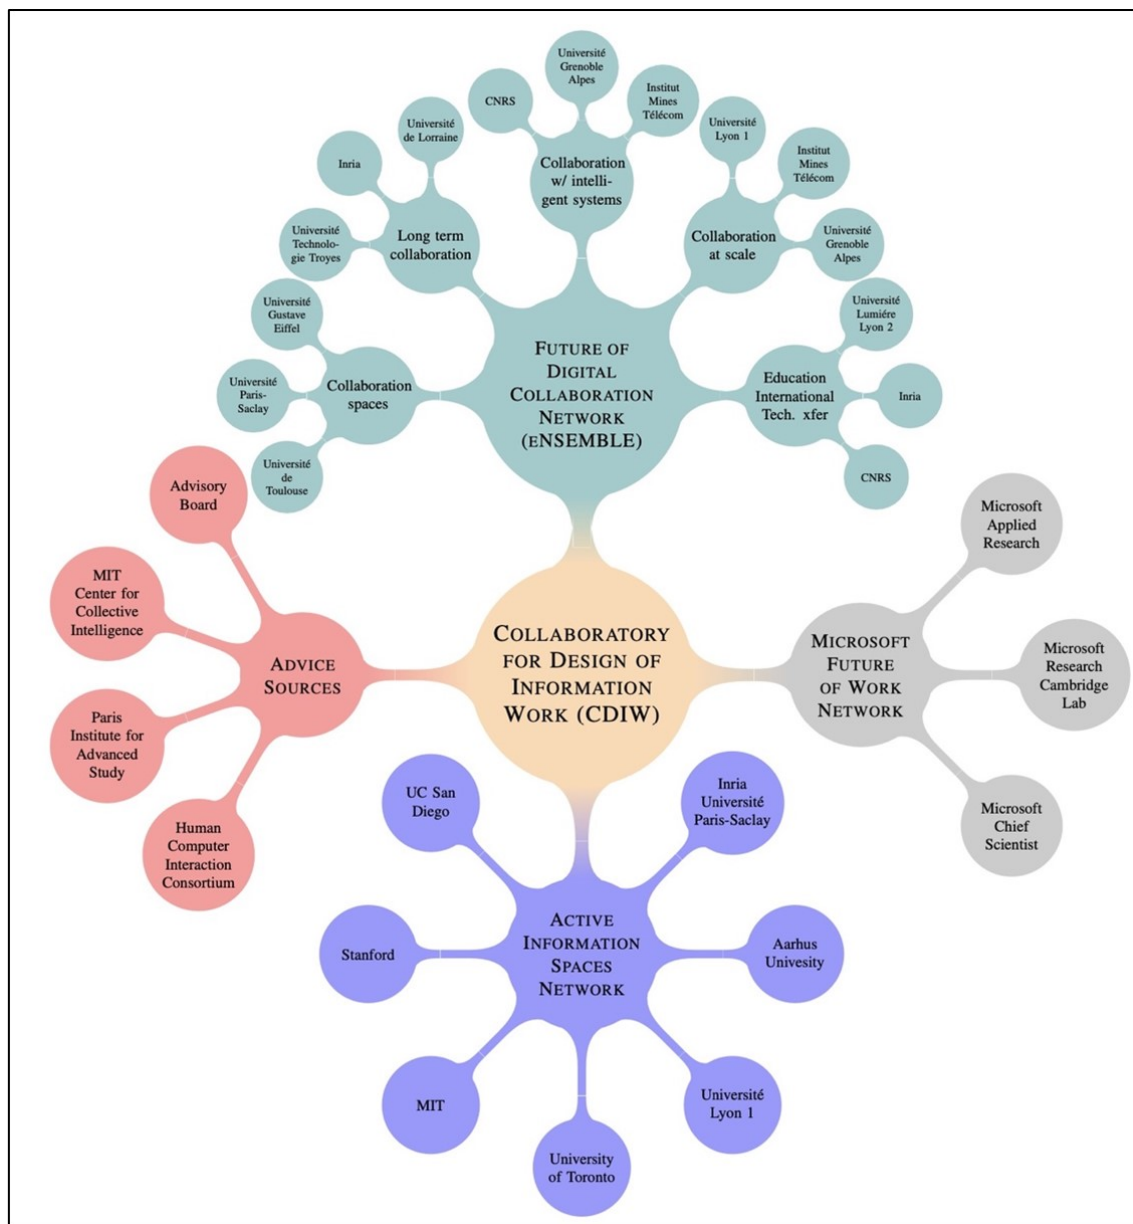 Université
Grenoble
Alpes
CNRS
Institut
Mines
Télécom
Université
de Lorraine
Université
Lyon 1
Inria
Collaboration
w/ intelli-
gent systems
Institut
Mines
Télécom
Université
Technolo-
gie Troyes
Long term
collaboration
Collaboration
at scale
Université
Grenoble
Alpes
Université
Gustave
Eiffel
Université
Lumiére
Lyon 2
FUTURE OF
DIGITAL
COLLABORATION
NETWORK
(ENSEMBLE)
Université
Paris-
Saclay
Collaboration
spaces
Education
International
Tech. xfer
Inria
Université
de
Toulouse
CNRS
Advisory
Board
Microsoft
Applied
Research
MIT
Center for
Collective
Intelligence
ADVICE
SOURCES
COLLABORATORY
FOR DESIGN OF
INFORMATION
WORK (CDIW)
MICROSOFT
FUTURE
OF WORK
NETWORK
Microsoft
Research
Cambridge
Lab
Paris
Institute for
Advanced
Study
Human
Computer
Interaction
Consortium
UC San
Diego
Inria
Université
Paris-Saclay
Microsoft
Chief
Scientist
Stanford
ACTIVE
INFORMATION
SPACES
NETWORK
Aarhus
Univesity
MIT
Université
Lyon 1
University
of Toronto